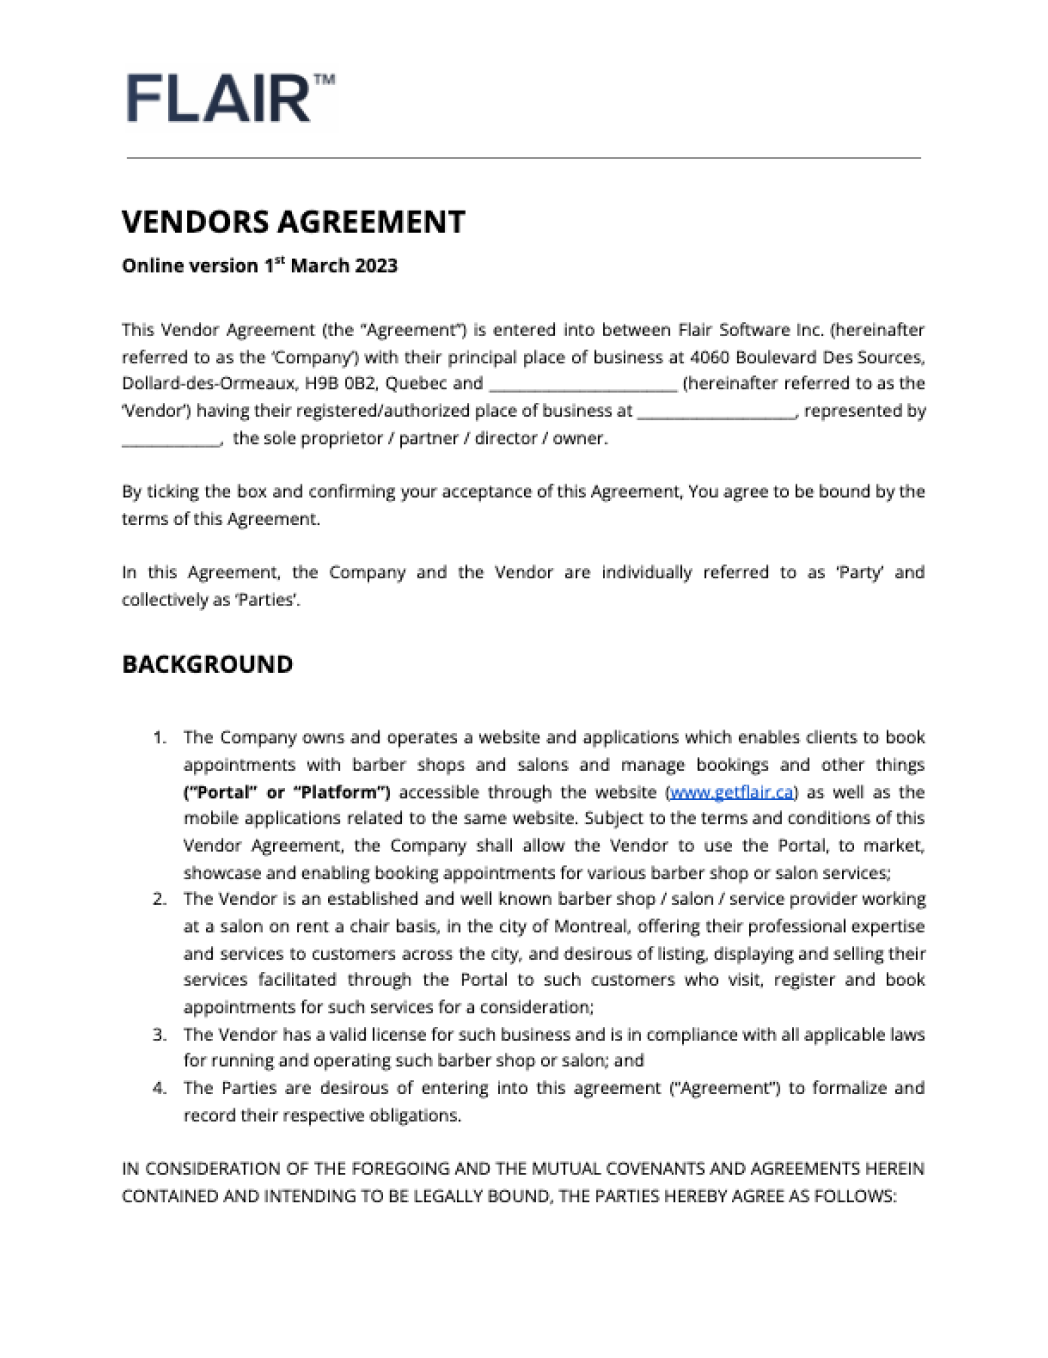 FLAIR™
VENDORS AGREEMENT
Online version 1st March 2023
This Vendor Agreement (the “Agreement”) is entered into between Flair Software Inc. (hereinafter
referred to as the ‘Company’) with their principal place of business at 4060 Boulevard Des Sources,
Dollard-des-Ormeaux, H9B 0B2, Quebec and ______________________ (hereinafter referred to as the
‘Vendor’) having their registered/authorized place of business at ___________________, represented by
____________, the sole proprietor / partner / director / owner.
By ticking the box and confirming your acceptance of this Agreement, You agree to be bound by the
terms of this Agreement.
In this Agreement, the Company and the Vendor are individually referred to as ‘Party’ and
collectively as ‘Parties’.
BACKGROUND
1. The Company owns and operates a website and applications which enables clients to book
appointments with barber shops and salons and manage bookings and other things
(“Portal” or “Platform”) accessible through the website (www.getflair.ca) as well as the
mobile applications related to the same website. Subject to the terms and conditions of this
Vendor Agreement, the Company shall allow the Vendor to use the Portal, to market,
showcase and enabling booking appointments for various barber shop or salon services;
2. The Vendor is an established and well known barber shop / salon / service provider working
at a salon on rent a chair basis, in the city of Montreal, offering their professional expertise
and services to customers across the city, and desirous of listing, displaying and selling their
services facilitated through the Portal to such customers who visit, register and book
appointments for such services for a consideration;
3. The Vendor has a valid license for such business and is in compliance with all applicable laws
for running and operating such barber shop or salon; and
4. The Parties are desirous of entering into this agreement (“Agreement”) to formalize and
record their respective obligations.
IN CONSIDERATION OF THE FOREGOING AND THE MUTUAL COVENANTS AND AGREEMENTS HEREIN
CONTAINED AND INTENDING TO BE LEGALLY BOUND, THE PARTIES HEREBY AGREE AS FOLLOWS: